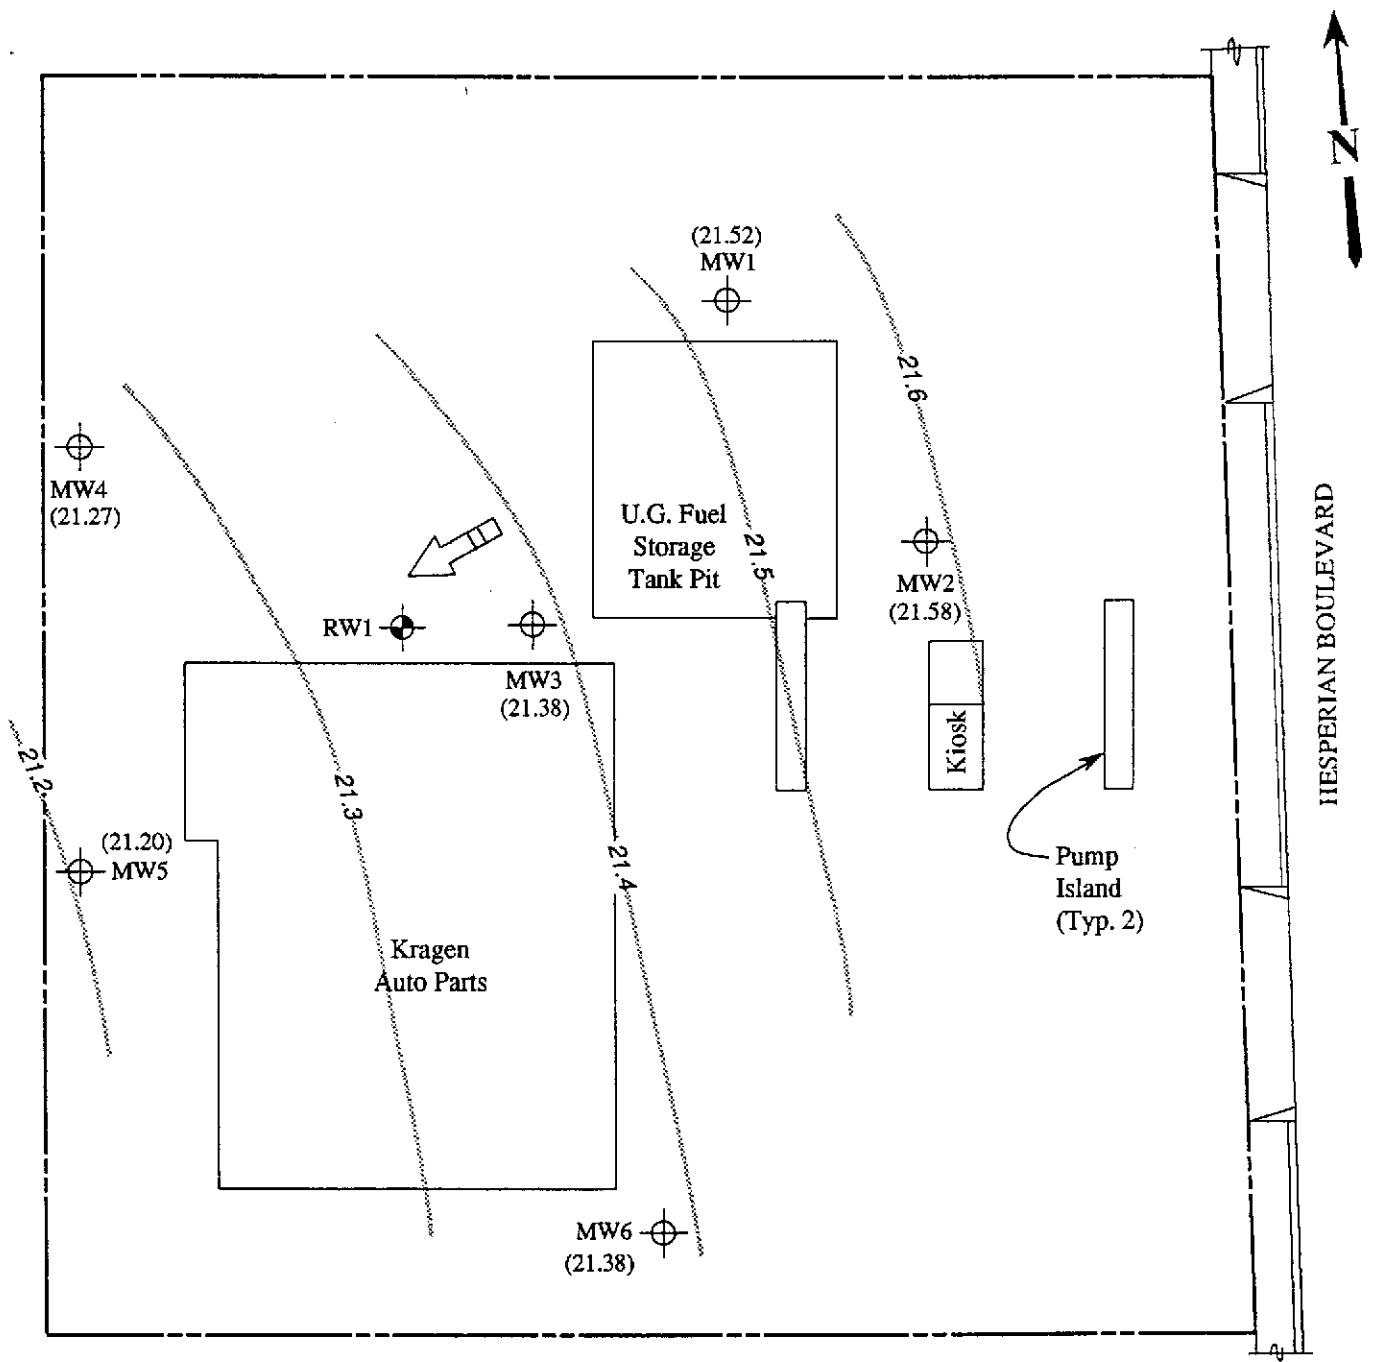 N
(21.52)
MW1
21.6
MW4
(21.27)
U.G. Fuel
Storage
Tank Pit
21.5
MW2
(21.58)
HESPERIAN BOULEVARD
RW1
MW3
(21.38)
21.2
21.3
Kiosk
(21.20)
MW5
21.4
Pump
Island
(Typ. 2)
Kragen
Auto Parts
MW6
(21.38)